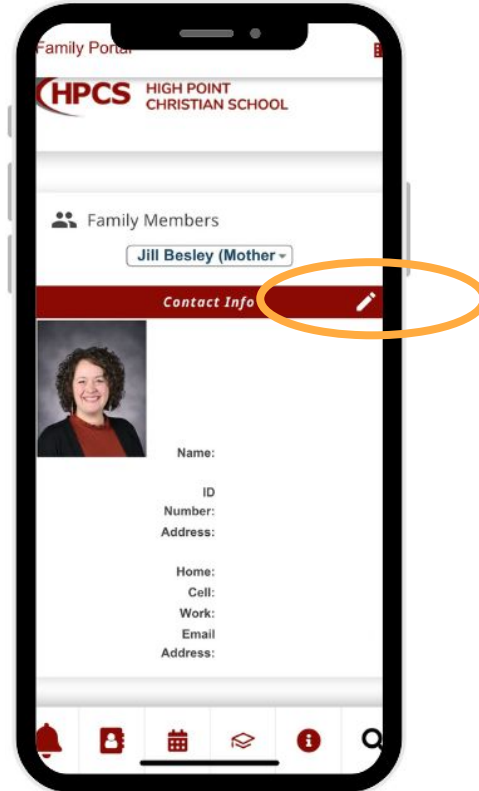 Family Portal
HPCS HIGH POINT
CHRISTIAN SCHOOL
Family Members
Jill Besley (Mother
Contact Info
Name:
ID
Number:
Address:
Home:
Cell:
Work:
Email
Address: